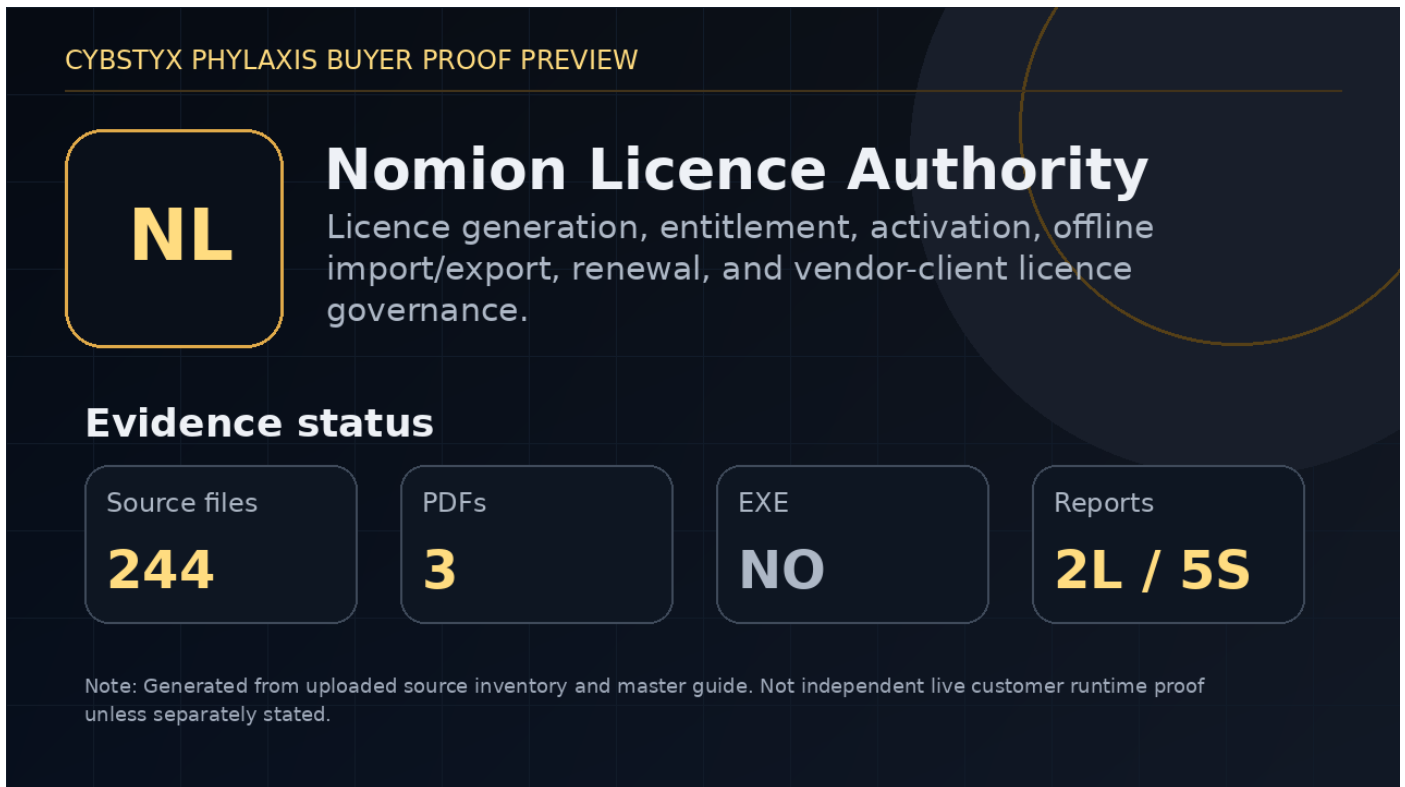 CYBSTYX PHYLAXIS BUYER PROOF PREVIEW
NL
Nomion Licence Authority
Licence generation, entitlement, activation, offline
import/export, renewal, and vendor-client licence
governance.
Evidence status
Source files
244
PDFs
3
EXE
NO
Reports
2L / 5S
Note: Generated from uploaded source inventory and master guide. Not independent live customer runtime proof
unless separately stated.